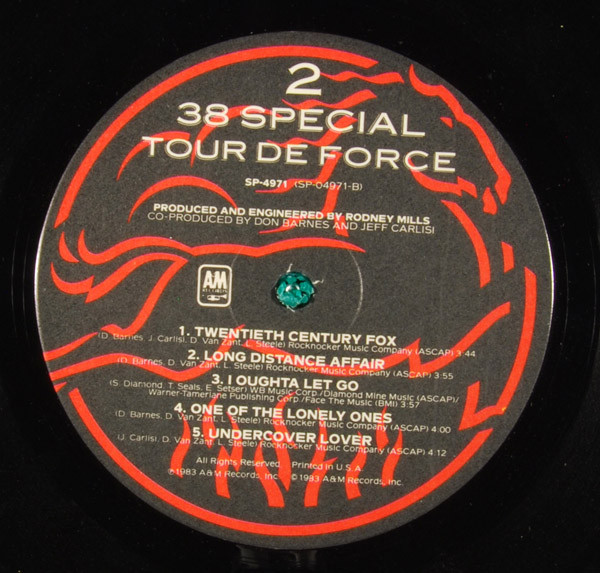 2
38 SPECIAL
TOUR DE FORCE
SP-4971 (SP-04971-B)
PRODUCED AND ENGINEERED BY RODNEY MILLS
CO-PRODUCED BY DON BARNES AND JEFF CARLISI
AM
RECORDS
1. TWENTIETH CENTURY FOX
(D. Barnes, J. Carlisi, D. Van Zant, L. Steele) Rocknocker Music Company (ASCAP) 3:44
2. LONG DISTANCE AFFAIR
(D. Barnes, D. Van Zant, L. Steele) Rocknocker Music Company (ASCAP) 3:55
3. I OUGHTA LET GO
(S. Diamond, T. Seals, E. Setser) WB Music Corp./Diamond Mine Music (ASCAP)/
Warner-Tamerlane Publishing Corp./Face The Music (BMI) 3:57
4. ONE OF THE LONELY ONES
(D. Barnes, D. Van Zant, L. Steele) Rocknocker Music Company (ASCAP) 4:00
5. UNDERCOVER LOVER
(J. Carlisi, D. Van Zant, L. Steele) Rocknocker Music Company (ASCAP) 4:12
All Rights Reserved. Printed in U.S.A.
℗1983 A&M Records, Inc. ©1983 A&M Records, Inc.